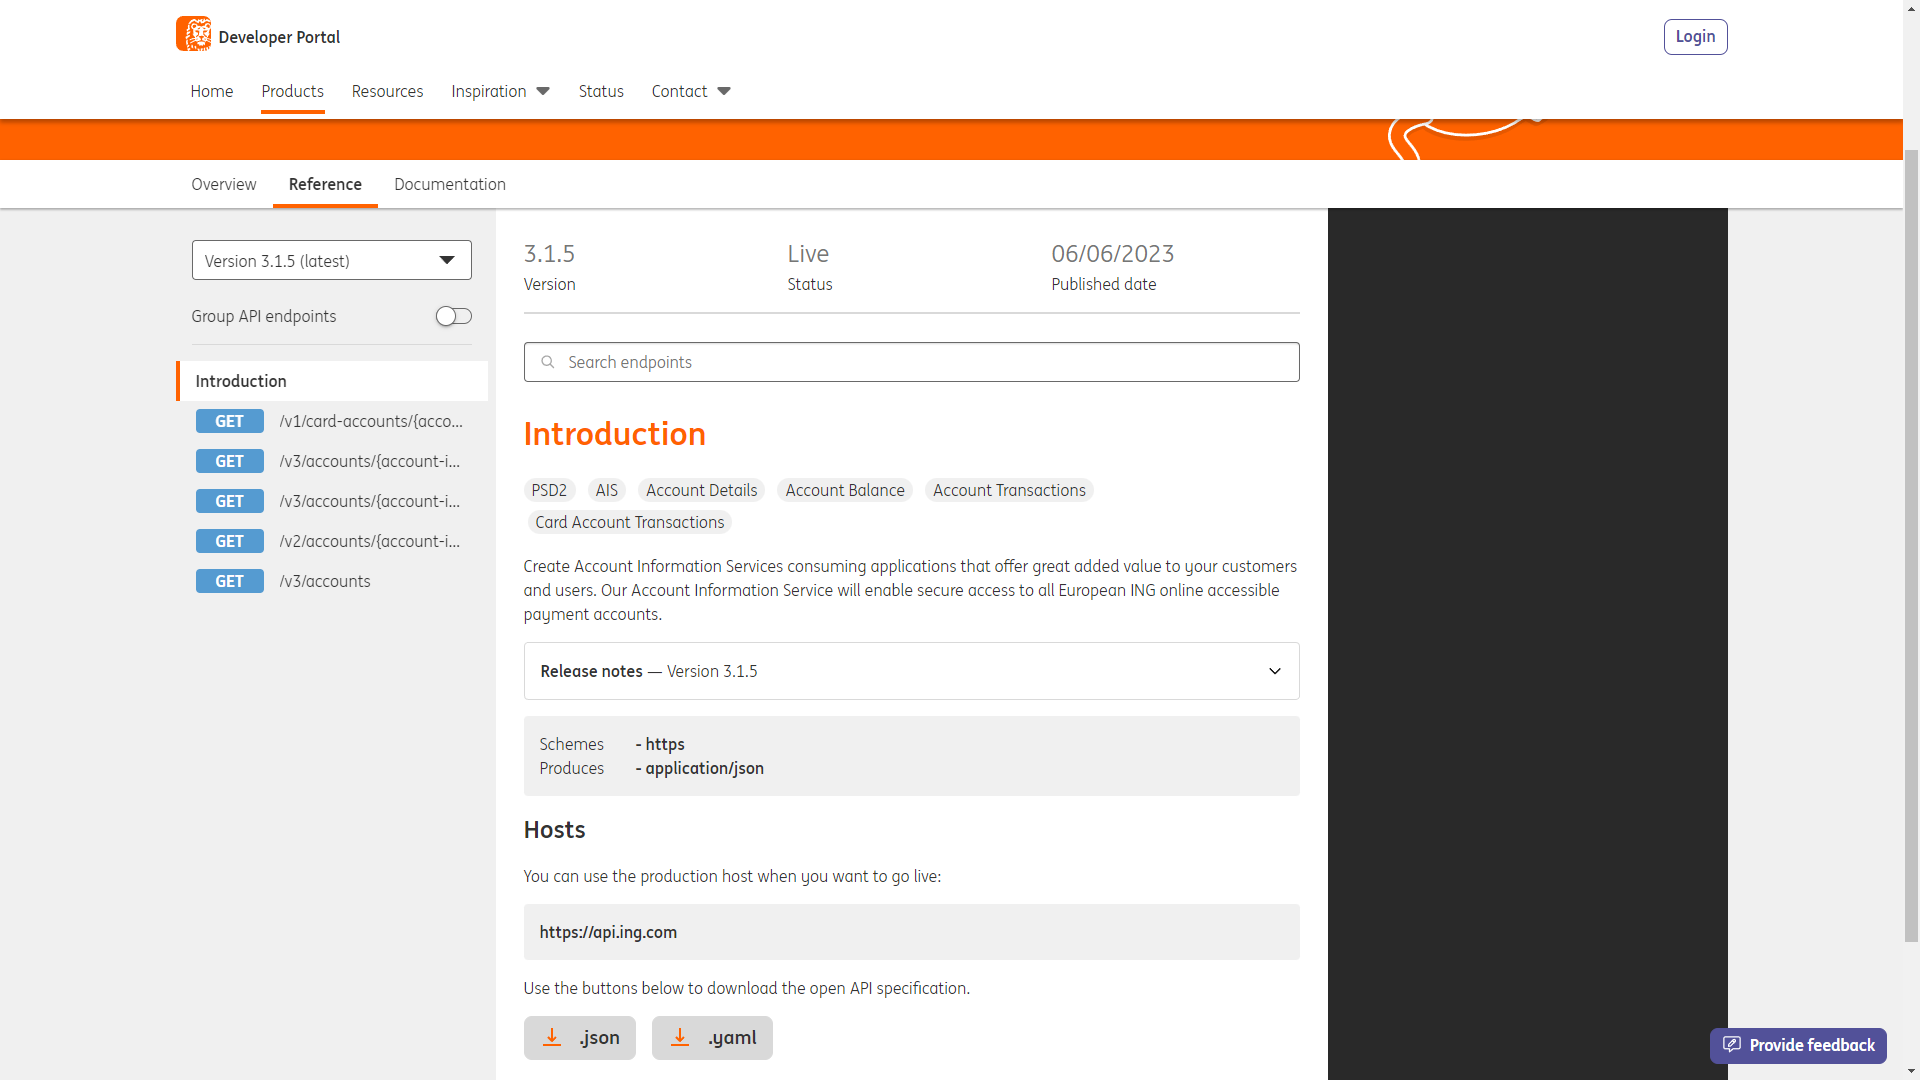 Developer Portal
Login
Home
Products
Resources
Inspiration
Status
Contact
Overview
Reference
Documentation
Version 3.1.5 (latest)
Group API endpoints
Introduction
GET /v1/card-accounts/{acco...
GET /v3/accounts/{account-i...
GET /v3/accounts/{account-i...
GET /v2/accounts/{account-i...
GET /v3/accounts
3.1.5
Version
Live
Status
06/06/2023
Published date
Search endpoints
Introduction
PSD2 AIS Account Details Account Balance Account Transactions
Card Account Transactions
Create Account Information Services consuming applications that offer great added value to your customers
and users. Our Account Information Service will enable secure access to all European ING online accessible
payment accounts.
Release notes — Version 3.1.5
Schemes - https
Produces - application/json
Hosts
You can use the production host when you want to go live:
https://api.ing.com
Use the buttons below to download the open API specification.
.json
.yaml
Provide feedback